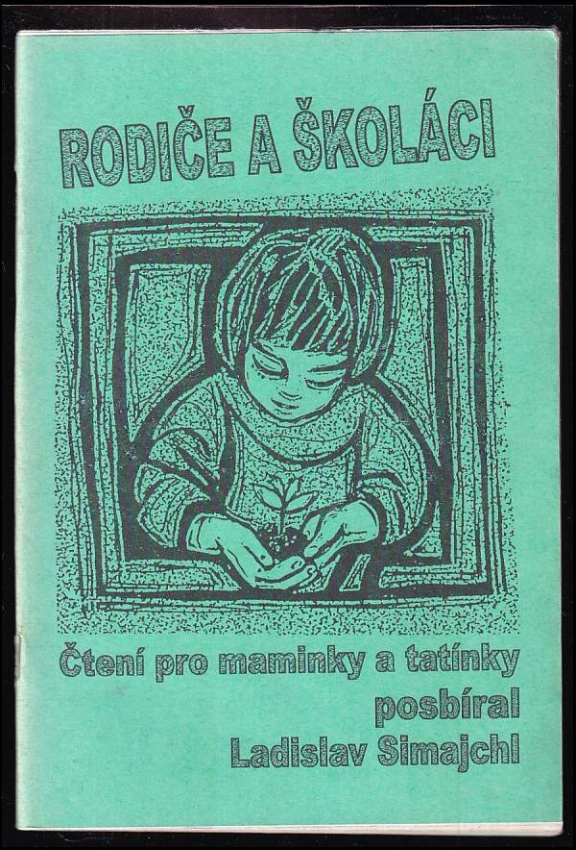 RODIČE A ŠKOLÁCI
Čtení pro maminky a tatínky
posbíral
Ladislav Simajchl